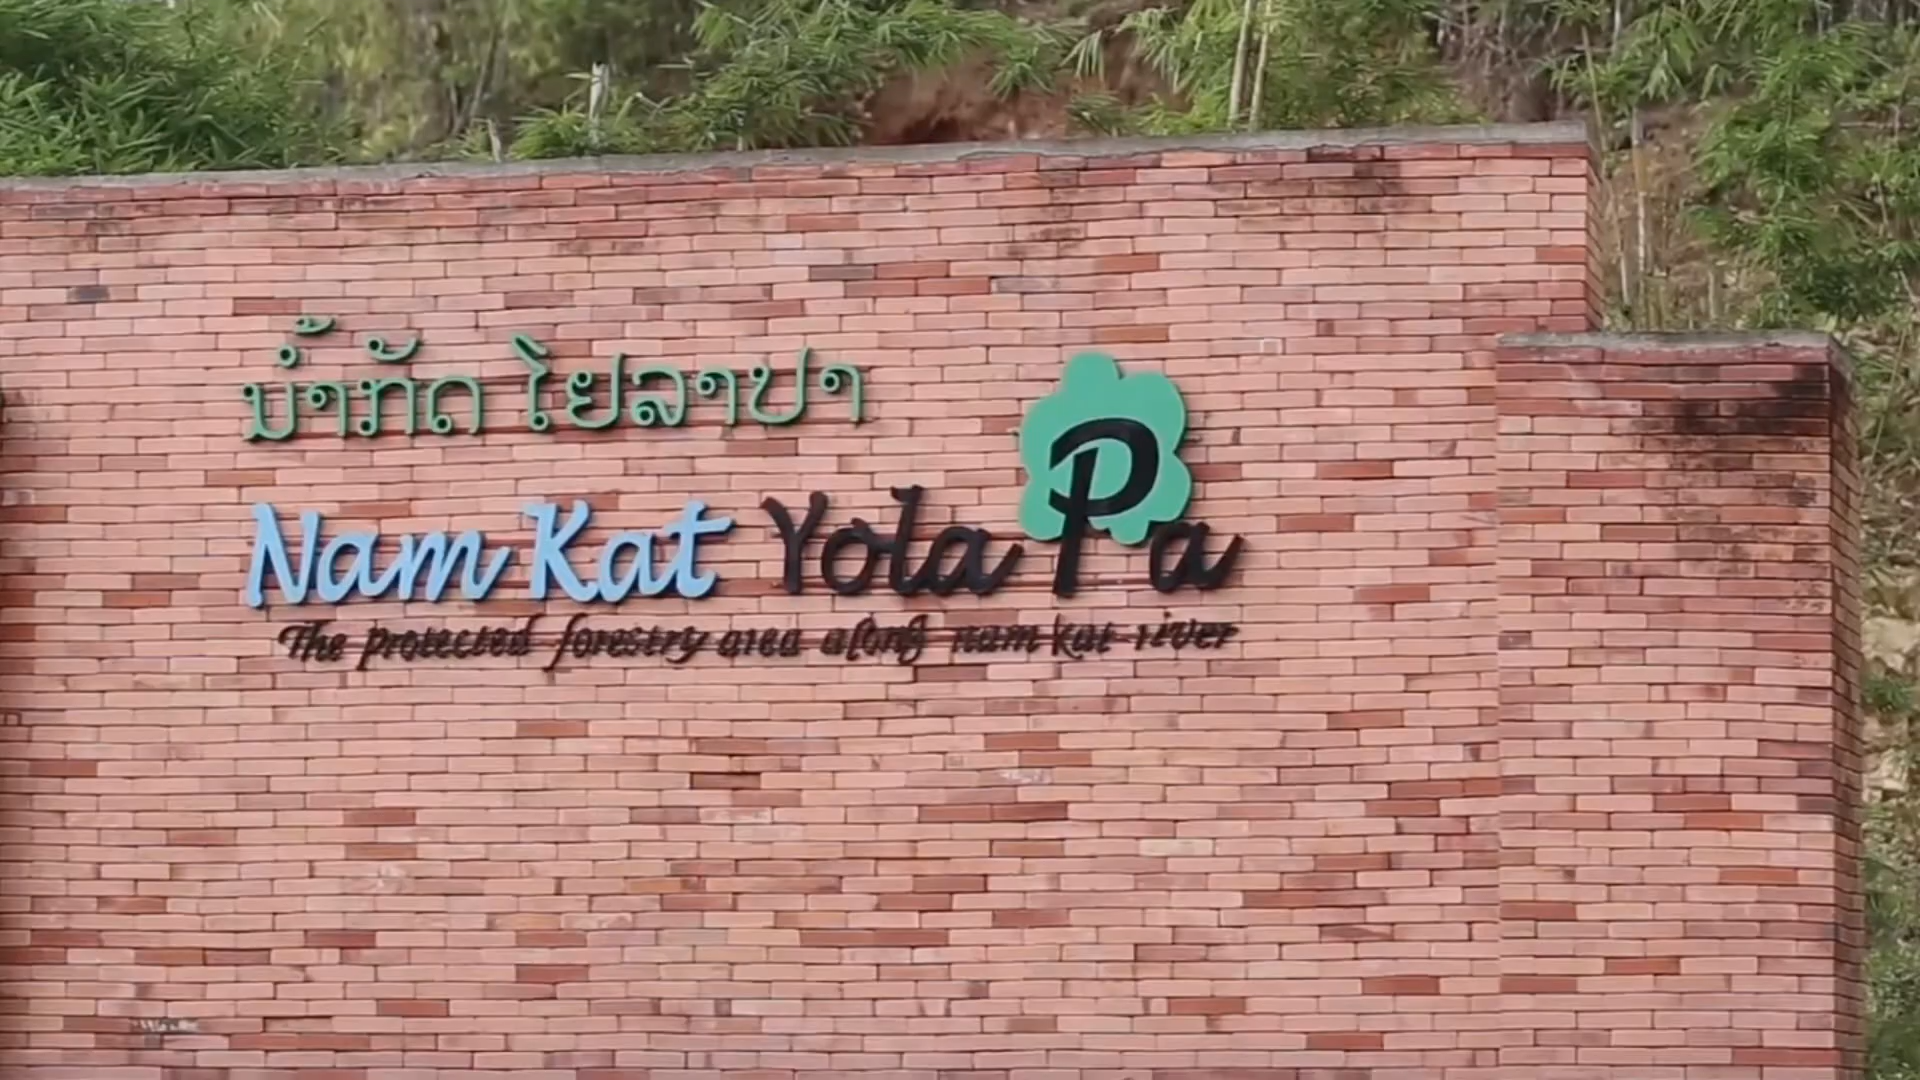 ນ້ຳກັດ ໂຢລາປາ
Nam Kat Yola Pa
The protected forestry area along nam kat river